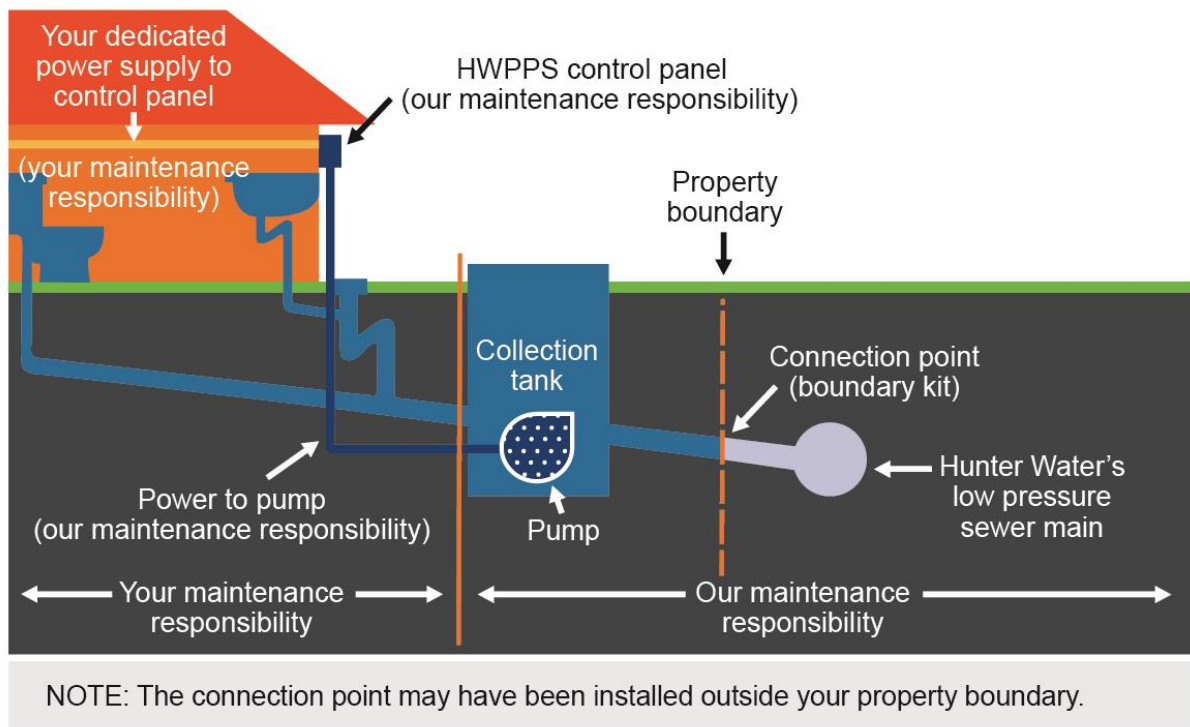 Your dedicated
power supply to
control panel
(your maintenance
responsibility)
HWPPS control panel
(our maintenance responsibility)
Property
boundary
Collection
tank
Connection point
(boundary kit)
Power to pump
(our maintenance responsibility)
Pump
Hunter Water’s
low pressure
sewer main
Your maintenance
responsibility
Our maintenance
responsibility
NOTE: The connection point may have been installed outside your property boundary.